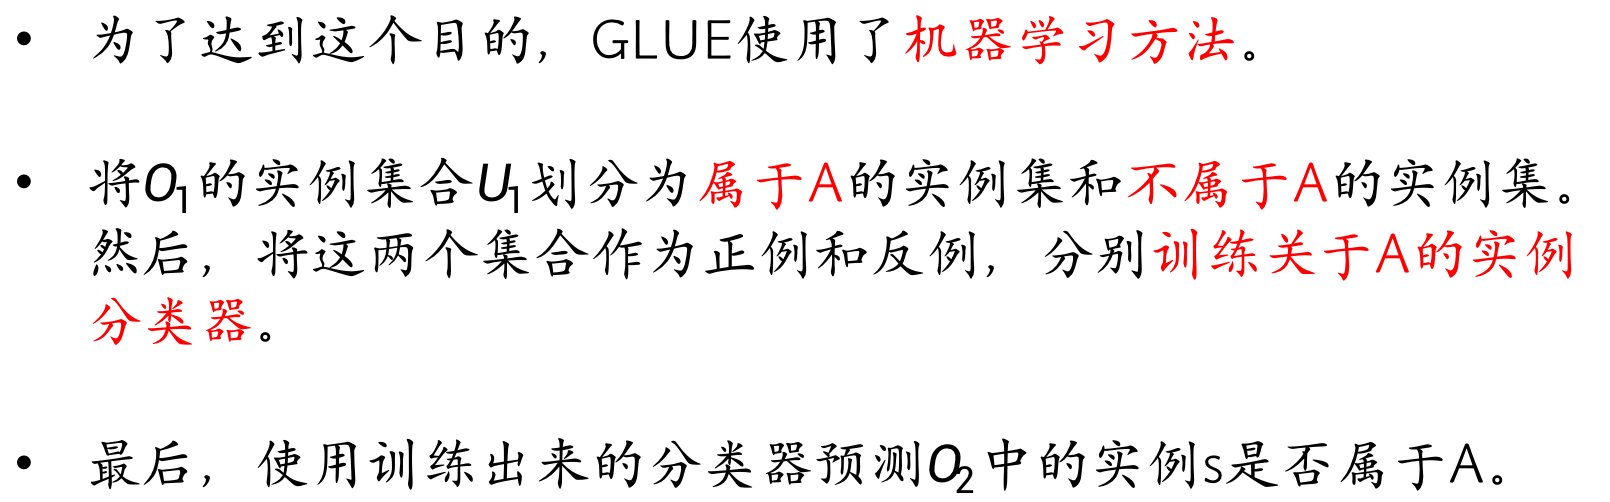 • 为了达到这个目的，GLUE使用了机器学习方法。
• 将O₁的实例集合U₁划分为属于A的实例集和不属于A的实例集。
然后，将这两个集合作为正例和反例，分别训练关于A的实例
分类器。
• 最后，使用训练出来的分类器预测O₂中的实例s是否属于A。